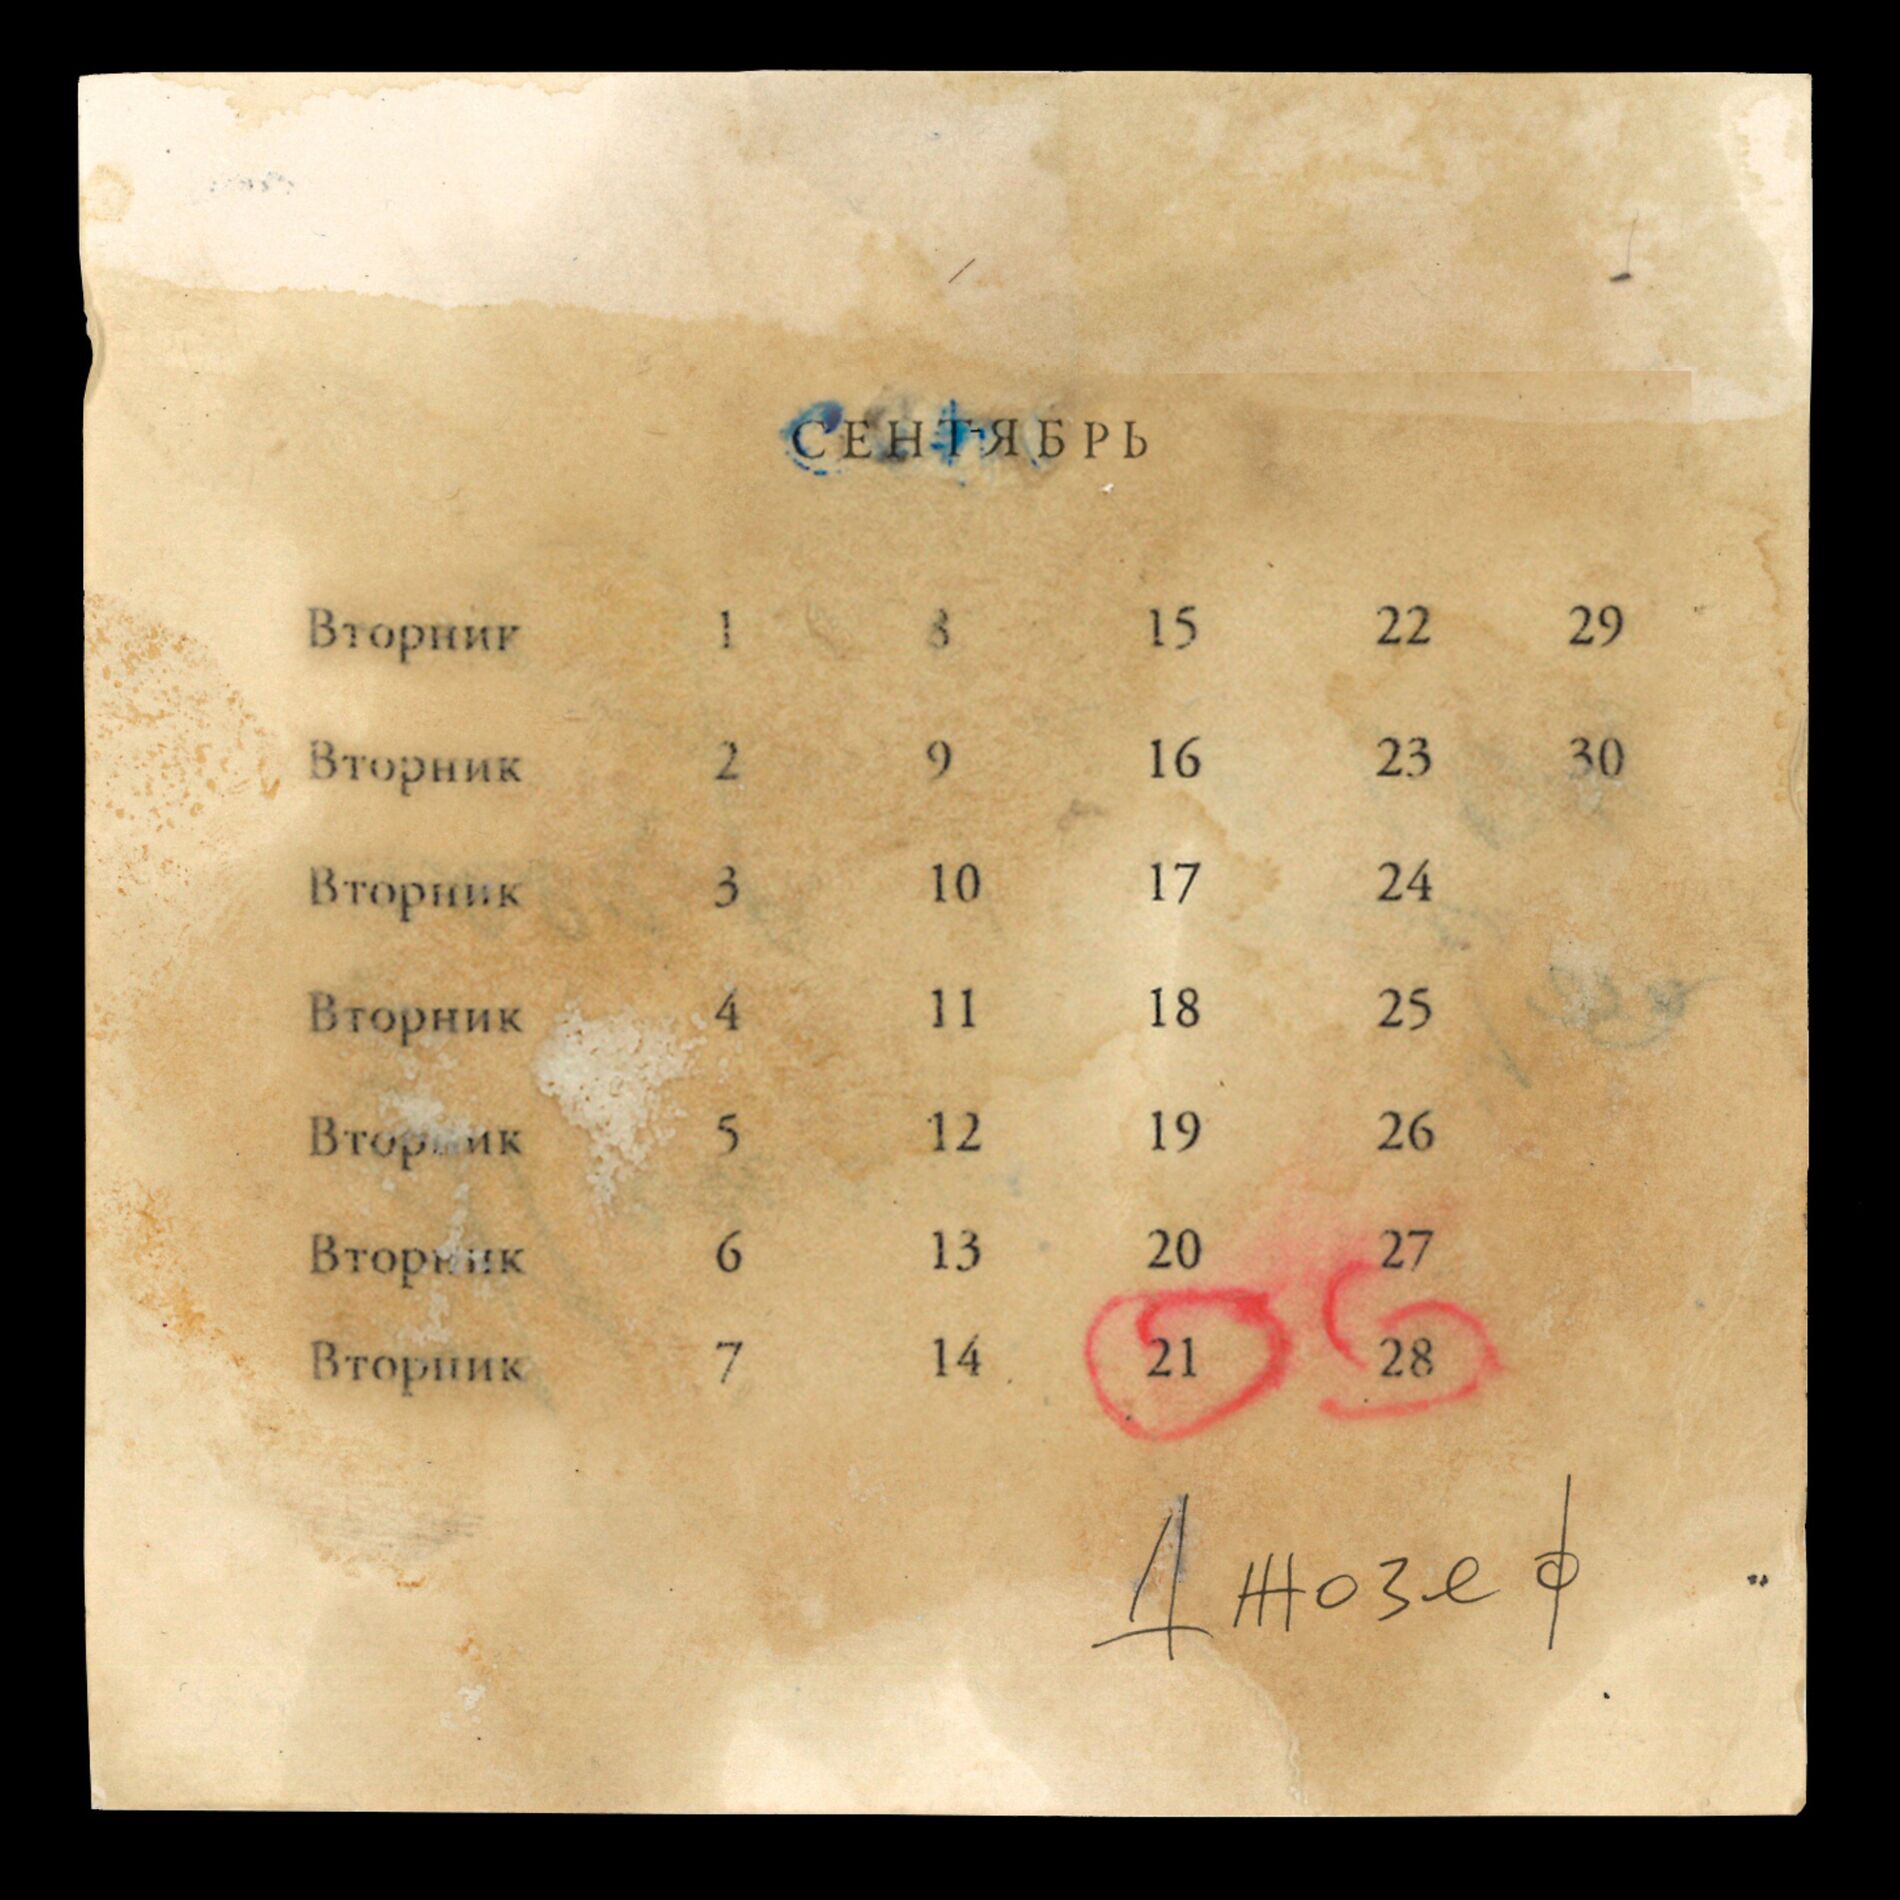 СЕНТЯБРЬ
Вторник 1 8 15 22 29
Вторник 2 9 16 23 30
Вторник 3 10 17 24
Вторник 4 11 18 25
Вторник 5 12 19 26
Вторник 6 13 20 27
Вторник 7 14 21 28
Джозеф